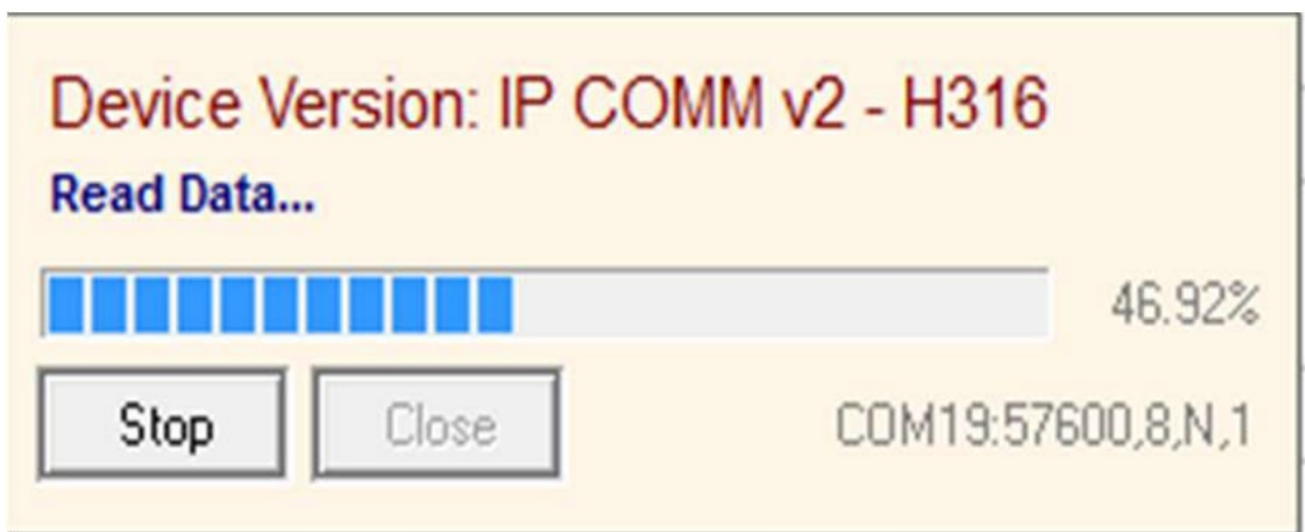 Device Version: IP COMM v2 - H316
Read Data...
46.92%
Stop Close COM19:57600,8,N,1